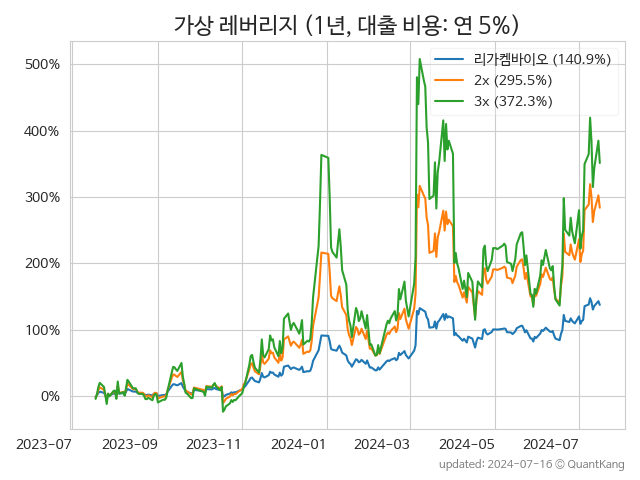 가상 레버리지 (1년, 대출 비용: 연 5%)
리가켐바이오 (140.9%)
2x (295.5%)
3x (372.3%)
500%
400%
300%
200%
100%
0%
2023-07 2023-09 2023-11 2024-01 2024-03 2024-05 2024-07
updated: 2024-07-16 © QuantKang